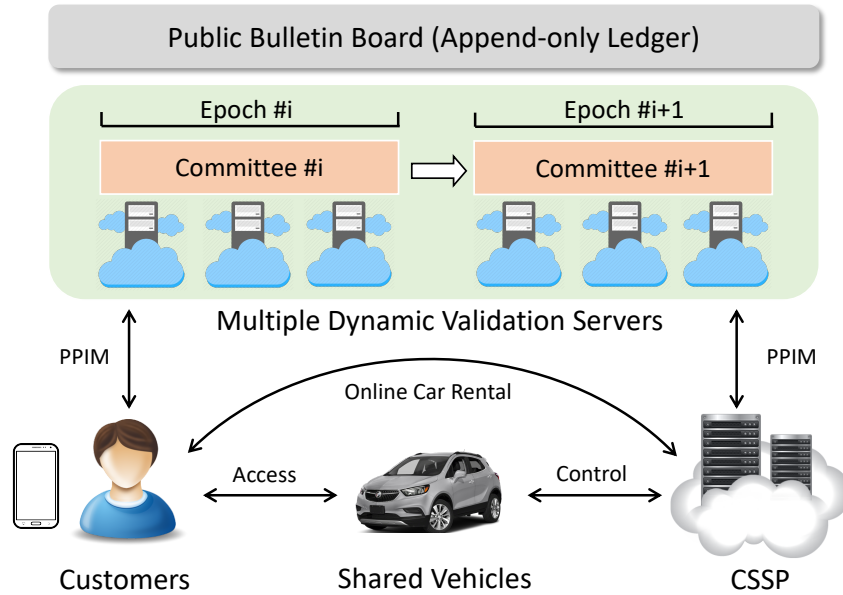 Public Bulletin Board (Append-only Ledger)
Epoch #i
Epoch #i+1
Committee #i
Committee #i+1
Multiple Dynamic Validation Servers
PPIM
PPIM
Online Car Rental
Access
Control
Customers
Shared Vehicles
CSSP